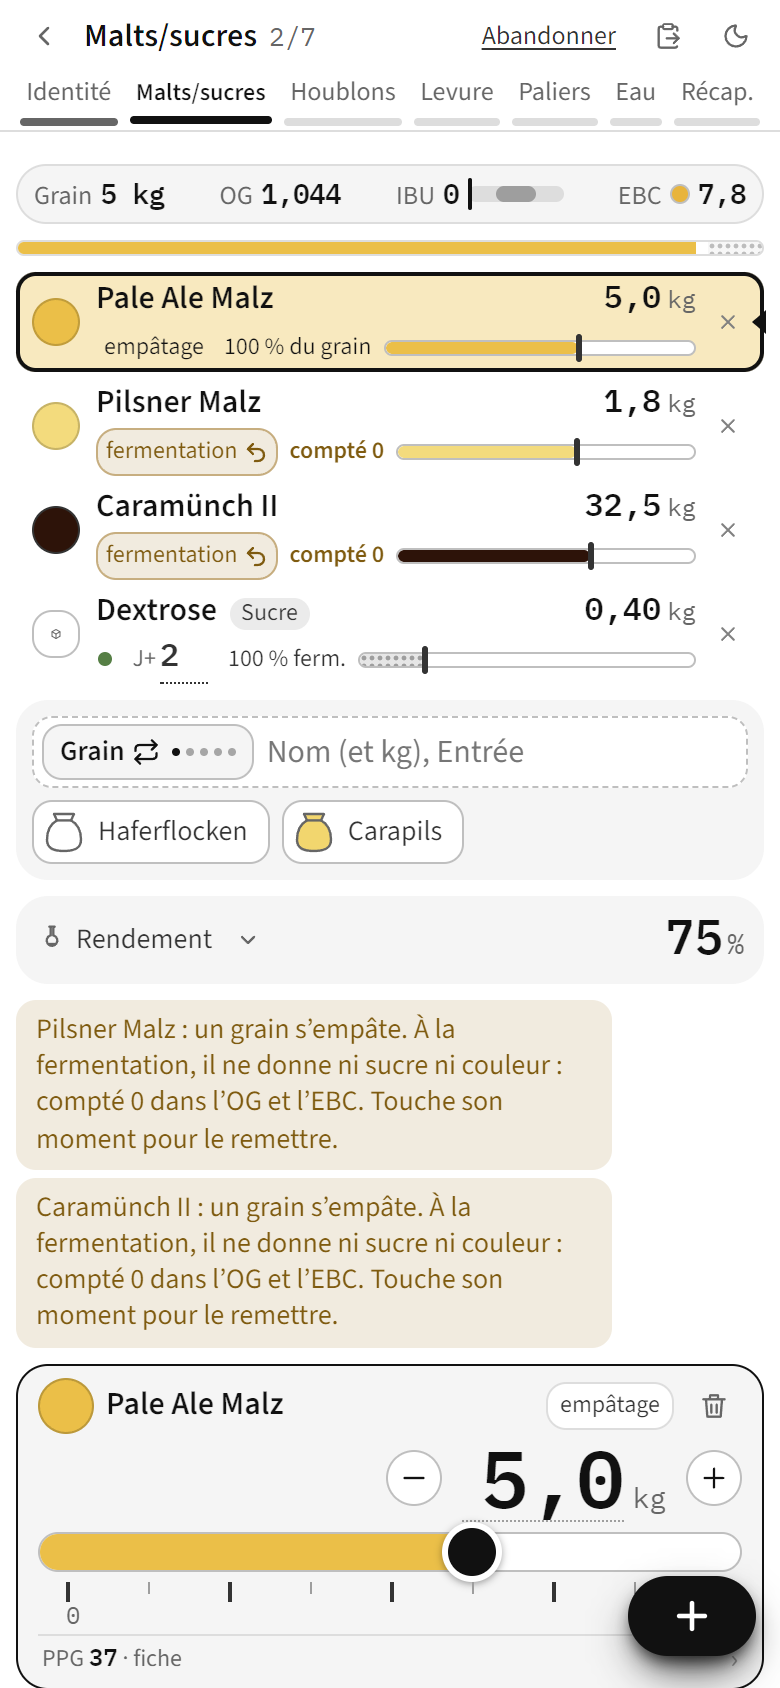 Malts/sucres 2/7 Abandonner
Identité Malts/sucres Houblons Levure Paliers Eau Récap.
Grain 5 kg OG 1,044 IBU 0 EBC 7,8
Pale Ale Malz 5,0 kg
empâtage 100 % du grain
Pilsner Malz 1,8 kg
fermentation compté 0
Caramünch II 32,5 kg
fermentation compté 0
Dextrose Sucre 0,40 kg
J+ 2 100 % ferm.
Grain Nom (et kg), Entrée
Haferflocken Carapils
Rendement 75 %
Pilsner Malz : un grain s’empâte. À la
fermentation, il ne donne ni sucre ni couleur :
compté 0 dans l’OG et l’EBC. Touche son
moment pour le remettre.
Caramünch II : un grain s’empâte. À la
fermentation, il ne donne ni sucre ni couleur :
compté 0 dans l’OG et l’EBC. Touche son
moment pour le remettre.
Pale Ale Malz empâtage
5,0 kg
0
PPG 37 · fiche